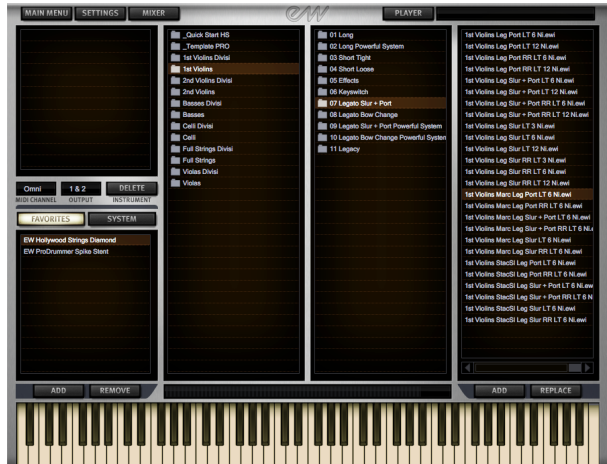 MAIN MENU
SETTINGS
MIXER
EW
PLAYER
_Quick Start HS
_Template PRO
1st Violins Divisi
1st Violins
2nd Violins Divisi
2nd Violins
Basses Divisi
Basses
Celli Divisi
Celli
Full Strings Divisi
Full Strings
Violas Divisi
Violas
01 Long
02 Long Powerful System
03 Short Tight
04 Short Loose
05 Effects
06 Keyswitch
07 Legato Slur + Port
08 Legato Bow Change
09 Legato Slur + Port Powerful System
10 Legato Bow Change Powerful System
11 Legacy
1st Violins Leg Port LT 6 Ni.ewi
1st Violins Leg Port LT 12 Ni.ewi
1st Violins Leg Port RR LT 6 Ni.ewi
1st Violins Leg Port RR LT 12 Ni.ewi
1st Violins Leg Slur + Port LT 6 Ni.ewi
1st Violins Leg Slur + Port LT 12 Ni.ewi
1st Violins Leg Slur + Port RR LT 6 Ni.ewi
1st Violins Leg Slur + Port RR LT 12 Ni.ewi
1st Violins Leg Slur LT 3 Ni.ewi
1st Violins Leg Slur LT 6 Ni.ewi
1st Violins Leg Slur LT 12 Ni.ewi
1st Violins Leg Slur RR LT 3 Ni.ewi
1st Violins Leg Slur RR LT 6 Ni.ewi
1st Violins Leg Slur RR LT 12 Ni.ewi
1st Violins Marc Leg Port LT 6 Ni.ewi
1st Violins Marc Leg Port RR LT 6 Ni.ewi
1st Violins Marc Leg Slur + Port LT 6 Ni.ewi
1st Violins Marc Leg Slur + Port RR LT 6 Ni.e
1st Violins Marc Leg Slur LT 6 Ni.ewi
1st Violins Marc Leg Slur RR LT 6 Ni.ewi
1st Violins StacSl Leg Port LT 6 Ni.ewi
1st Violins StacSl Leg Port RR LT 6 Ni.ewi
1st Violins StacSl Leg Slur + Port LT 6 Ni.ew
1st Violins StacSl Leg Slur + Port RR LT 6 N
1st Violins StacSl Leg Slur LT 6 Ni.ewi
1st Violins StacSl Leg Slur RR LT 6 Ni.ewi
Omni
1 & 2
DELETE
MIDI CHANNEL
OUTPUT
INSTRUMENT
FAVORITES
SYSTEM
EW Hollywood Strings Diamond
EW ProDrummer Spike Stent
ADD
REMOVE
ADD
REPLACE